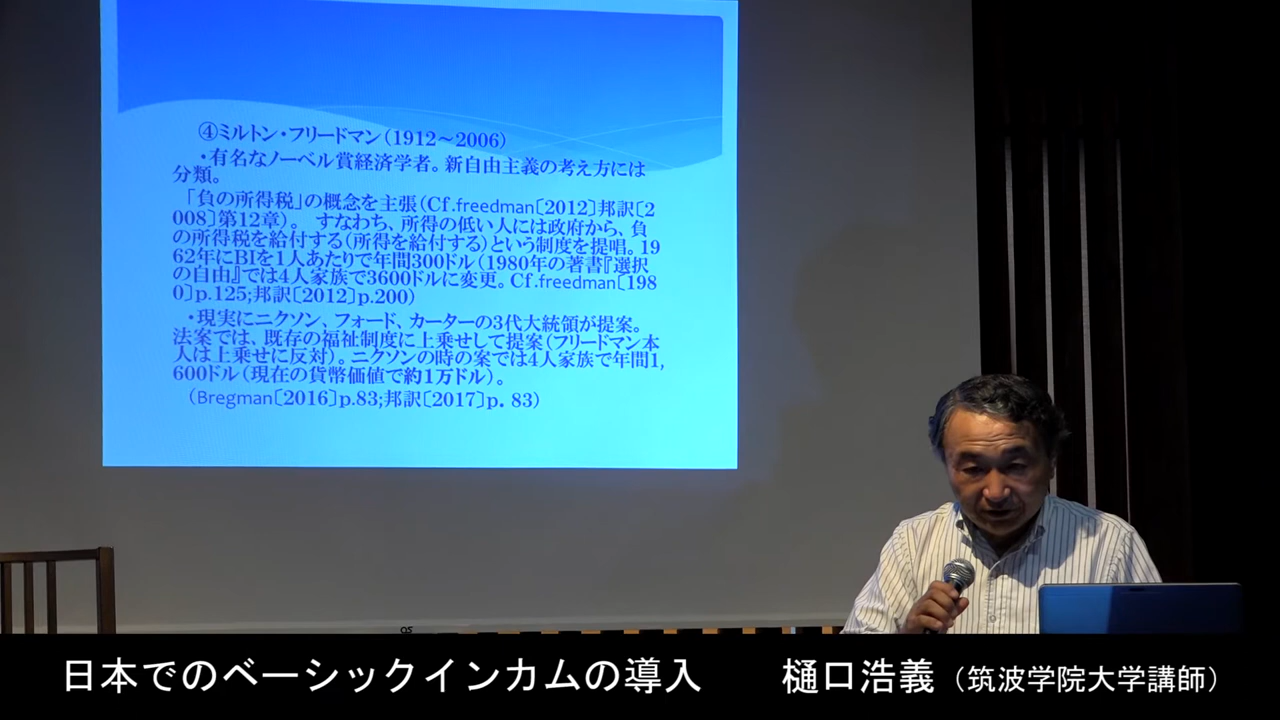 ④ミルトン・フリードマン(1912～2006)
・有名なノーベル賞経済学者。新自由主義の考え方には
分類。
「負の所得税」の概念を主張(Cf.freedman〔2012〕邦訳〔2
008〕第12章)。 すなわち、所得の低い人には政府から、負
の所得税を給付する(所得を給付する)という制度を提唱。19
62年にBIを1人あたりで年間300ドル(1980年の著書『選択
の自由』では4人家族で3600ドルに変更。Cf.freedman〔198
0〕p.125;邦訳〔2012〕p.200)
・現実にニクソン、フォード、カーターの3代大統領が提案。
法案では、既存の福祉制度に上乗せして提案(フリードマン本
人は上乗せに反対)。ニクソンの時の案では4人家族で年間1,
600ドル(現在の貨幣価値で約1万ドル)。
(Bregman〔2016〕p.83;邦訳〔2017〕p. 83)
日本でのベーシックインカムの導入 樋口浩義(筑波学院大学講師)